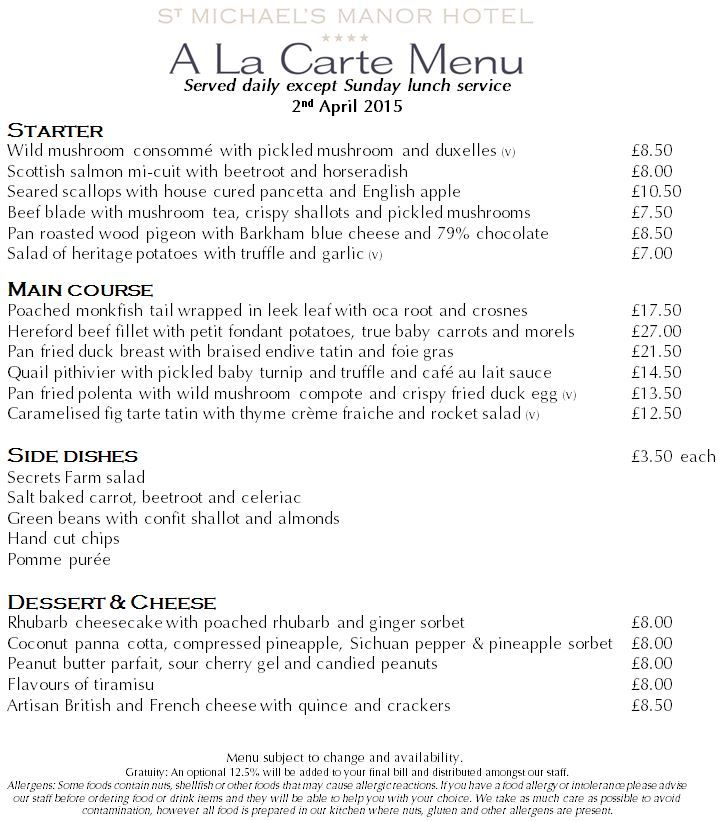 ST MICHAEL'S MANOR HOTEL
★★★★
A La Carte Menu
Served daily except Sunday lunch service
2nd April 2015
STARTER
Wild mushroom consommé with pickled mushroom and duxelles (v) £8.50
Scottish salmon mi-cuit with beetroot and horseradish £8.00
Seared scallops with house cured pancetta and English apple £10.50
Beef blade with mushroom tea, crispy shallots and pickled mushrooms £7.50
Pan roasted wood pigeon with Barkham blue cheese and 79% chocolate £8.50
Salad of heritage potatoes with truffle and garlic (v) £7.00
MAIN COURSE
Poached monkfish tail wrapped in leek leaf with oca root and crosnes £17.50
Hereford beef fillet with petit fondant potatoes, true baby carrots and morels £27.00
Pan fried duck breast with braised endive tatin and foie gras £21.50
Quail pithivier with pickled baby turnip and truffle and café au lait sauce £14.50
Pan fried polenta with wild mushroom compote and crispy fried duck egg (v) £13.50
Caramelised fig tarte tatin with thyme crème fraiche and rocket salad (v) £12.50
SIDE DISHES £3.50 each
Secrets Farm salad
Salt baked carrot, beetroot and celeriac
Green beans with confit shallot and almonds
Hand cut chips
Pomme purée
DESSERT & CHEESE
Rhubarb cheesecake with poached rhubarb and ginger sorbet £8.00
Coconut panna cotta, compressed pineapple, Sichuan pepper & pineapple sorbet £8.00
Peanut butter parfait, sour cherry gel and candied peanuts £8.00
Flavours of tiramisu £8.00
Artisan British and French cheese with quince and crackers £8.50
Menu subject to change and availability.
Gratuity: An optional 12.5% will be added to your final bill and distributed amongst our staff.
Allergens: Some foods contain nuts, shellfish or other foods that may cause allergic reactions. If you have a food allergy or intolerance please advise
our staff before ordering food or drink items and they will be able to help you with your choice. We take as much care as possible to avoid
contamination, however all food is prepared in our kitchen where nuts, gluten and other allergens are present.